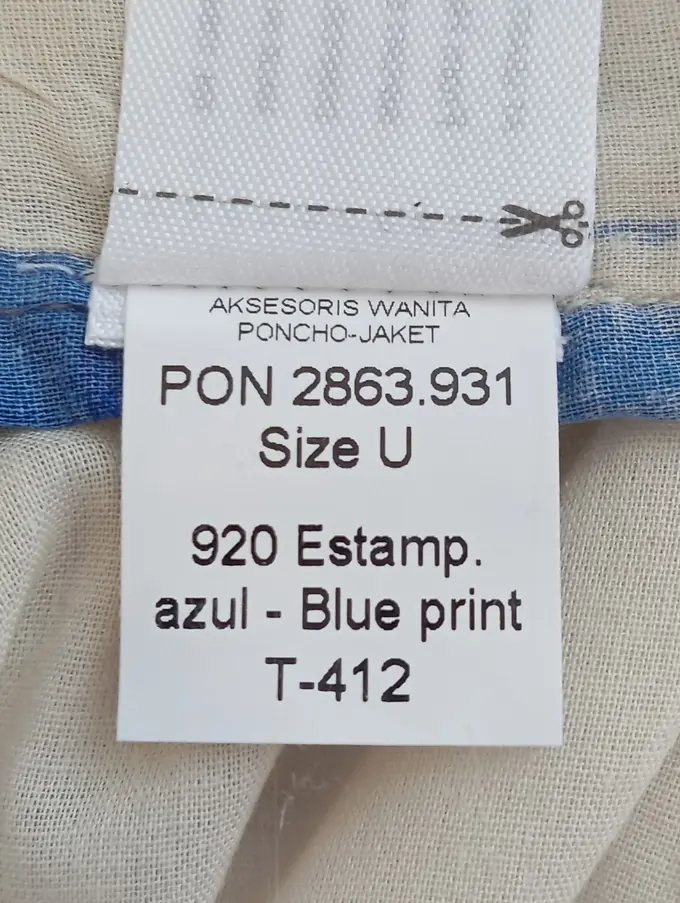 AKSESORIS WANITA
PONCHO-JAKET
PON 2863.931
Size U
920 Estamp.
azul - Blue print
T-412